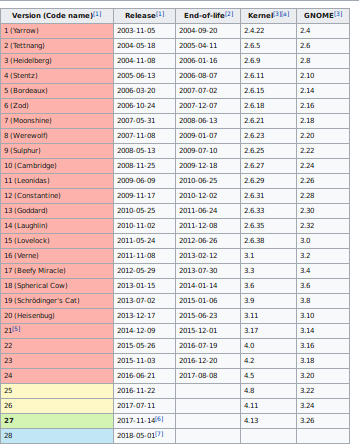 Version (Code name)[1] Release[1] End-of-life[2] Kernel[3][a] GNOME[3]
1 (Yarrow) 2003-11-05 2004-09-20 2.4.22 2.4
2 (Tettnang) 2004-05-18 2005-04-11 2.6.5 2.6
3 (Heidelberg) 2004-11-08 2006-01-16 2.6.9 2.8
4 (Stentz) 2005-06-13 2006-08-07 2.6.11 2.10
5 (Bordeaux) 2006-03-20 2007-07-02 2.6.15 2.14
6 (Zod) 2006-10-24 2007-12-07 2.6.18 2.16
7 (Moonshine) 2007-05-31 2008-06-13 2.6.21 2.18
8 (Werewolf) 2007-11-08 2009-01-07 2.6.23 2.20
9 (Sulphur) 2008-05-13 2009-07-10 2.6.25 2.22
10 (Cambridge) 2008-11-25 2009-12-18 2.6.27 2.24
11 (Leonidas) 2009-06-09 2010-06-25 2.6.29 2.26
12 (Constantine) 2009-11-17 2010-12-02 2.6.31 2.28
13 (Goddard) 2010-05-25 2011-06-24 2.6.33 2.30
14 (Laughlin) 2010-11-02 2011-12-08 2.6.35 2.32
15 (Lovelock) 2011-05-24 2012-06-26 2.6.38 3.0
16 (Verne) 2011-11-08 2013-02-12 3.1 3.2
17 (Beefy Miracle) 2012-05-29 2013-07-30 3.3 3.4
18 (Spherical Cow) 2013-01-15 2014-01-14 3.6 3.6
19 (Schrödinger's Cat) 2013-07-02 2015-01-06 3.9 3.8
20 (Heisenbug) 2013-12-17 2015-06-23 3.11 3.10
21[5] 2014-12-09 2015-12-01 3.17 3.14
22 2015-05-26 2016-07-19 4.0 3.16
23 2015-11-03 2016-12-20 4.2 3.18
24 2016-06-21 2017-08-08 4.5 3.20
25 2016-11-22 4.8 3.22
26 2017-07-11 4.11 3.24
27 2017-11-14[6] 4.13 3.26
28 2018-05-01[7]